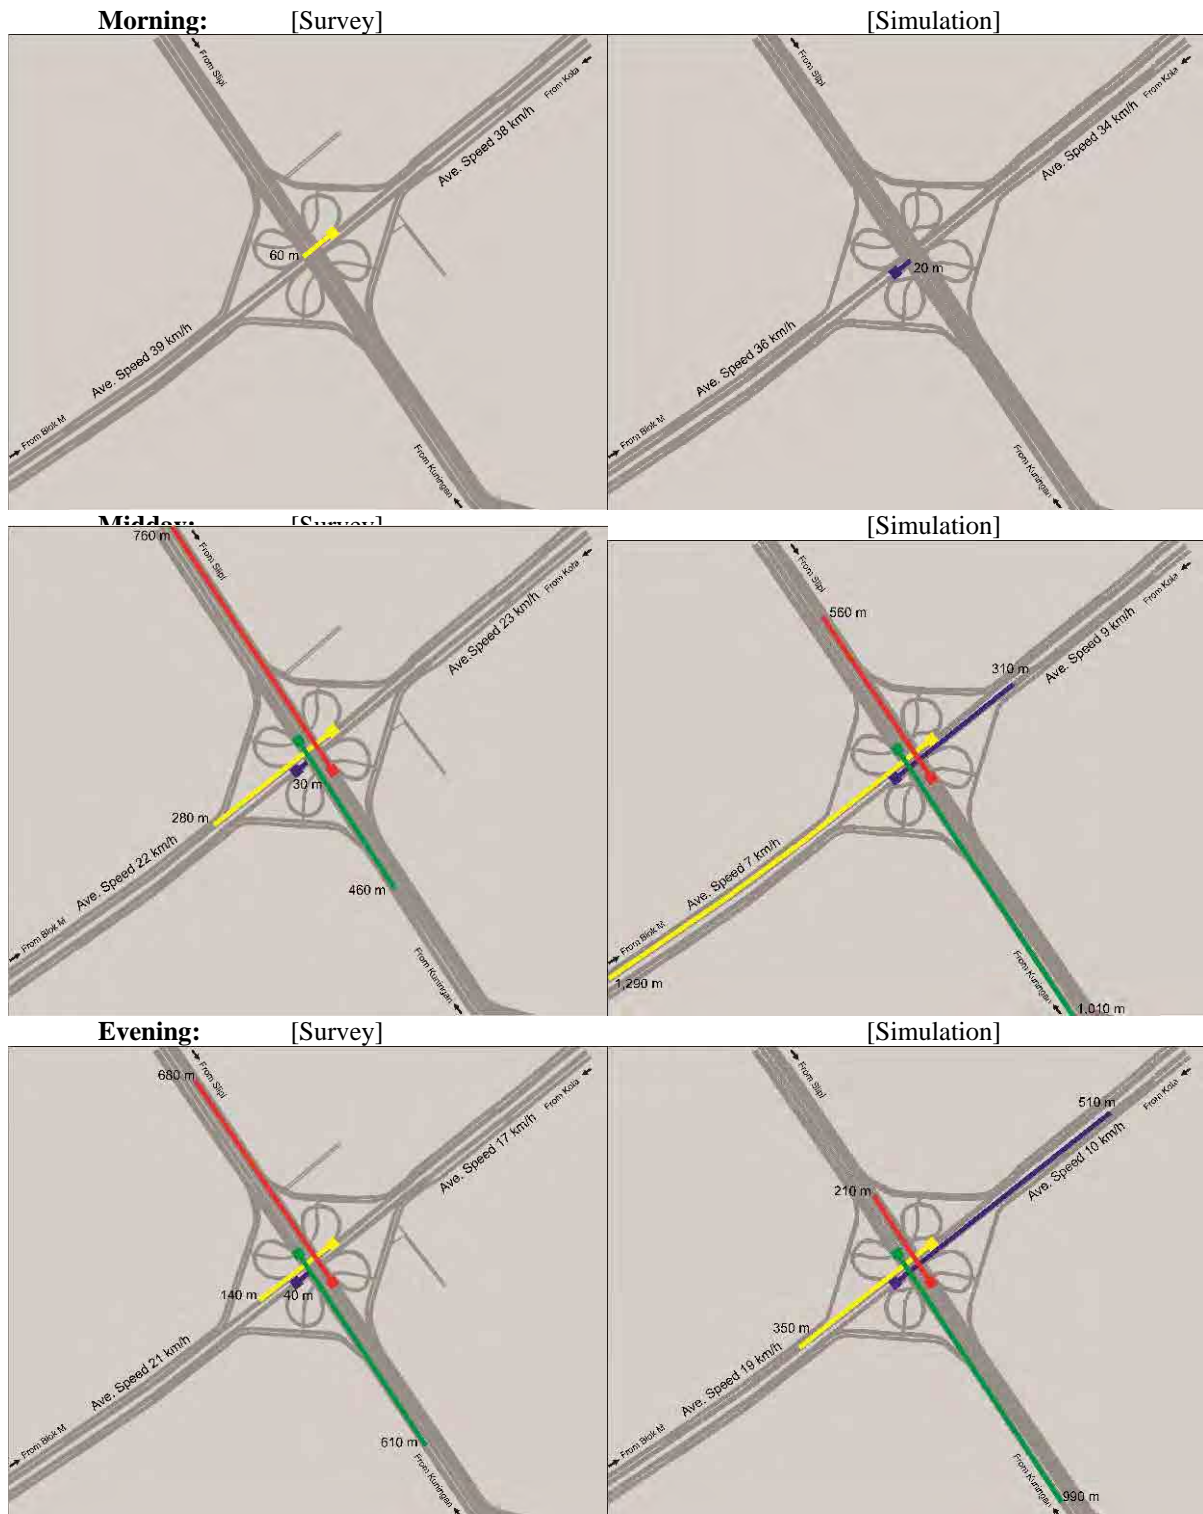 Morning: [Survey] [Simulation]
From Slipi
From Kota
Ave. Speed 38 km/h
60 m
Ave. Speed 39 km/h
From Blok M
From Kuningan
From Slipi
From Kota
Ave. Speed 34 km/h
20 m
Ave. Speed 36 km/h
From Blok M
From Kuningan
Midday: [Survey] [Simulation]
760 m
From Slipi
From Kota
Ave.Speed 23 km/h
30 m
280 m
Ave. Speed 22 km/h
460 m
From Blok M
From Kuningan
From Slipi
From Kota
560 m
310 m
Ave. Speed 9 km/h
Ave. Speed 7 km/h
From Blok M
1,290 m
From Kuningan
1,010 m
Evening: [Survey] [Simulation]
680 m
From Slipi
From Kota
Ave. Speed 17 km/h
140 m
40 m
Ave. Speed 21 km/h
610 m
From Blok M
From Kuningan
From Kota
510 m
From Slipi
Ave. Speed 10 km/h
210 m
350 m
Ave. Speed 19 km/h
From Blok M
From Kuningan
990 m